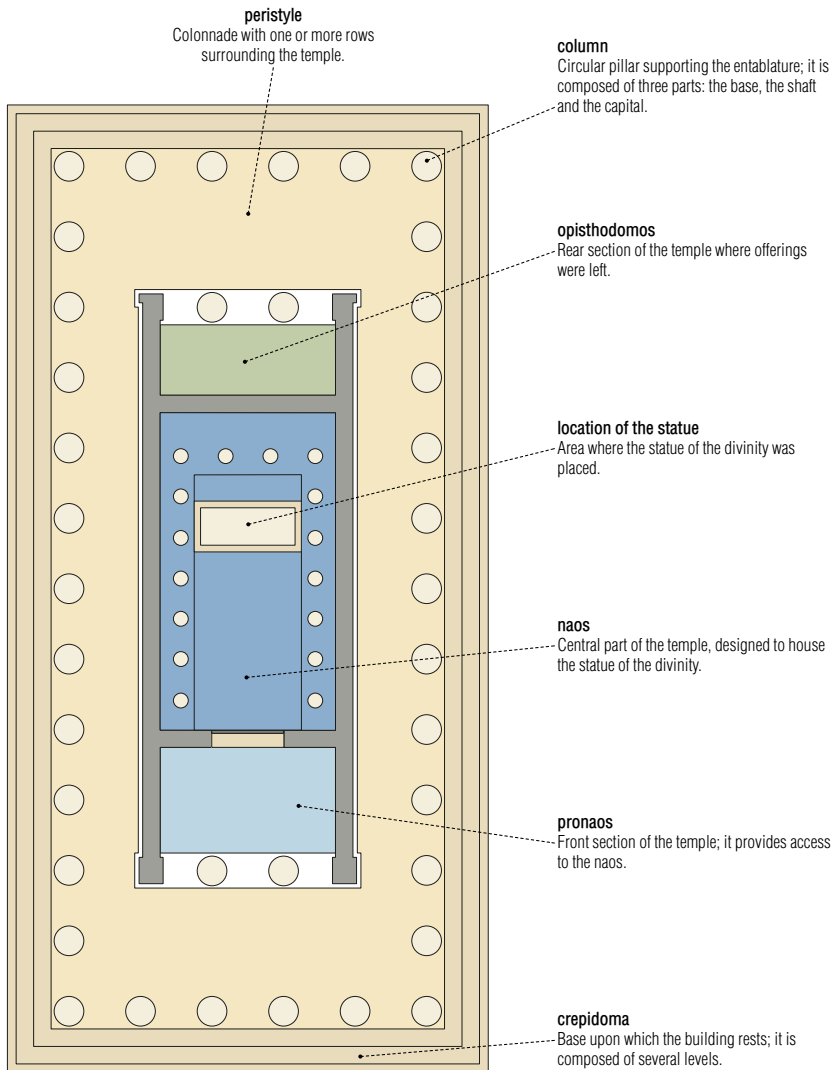 peristyle
Colonnade with one or more rows
surrounding the temple.
column
Circular pillar supporting the entablature; it is
composed of three parts: the base, the shaft
and the capital.
opisthodomos
Rear section of the temple where offerings
were left.
location of the statue
Area where the statue of the divinity was
placed.
naos
Central part of the temple, designed to house
the statue of the divinity.
pronaos
Front section of the temple; it provides access
to the naos.
crepidoma
Base upon which the building rests; it is
composed of several levels.